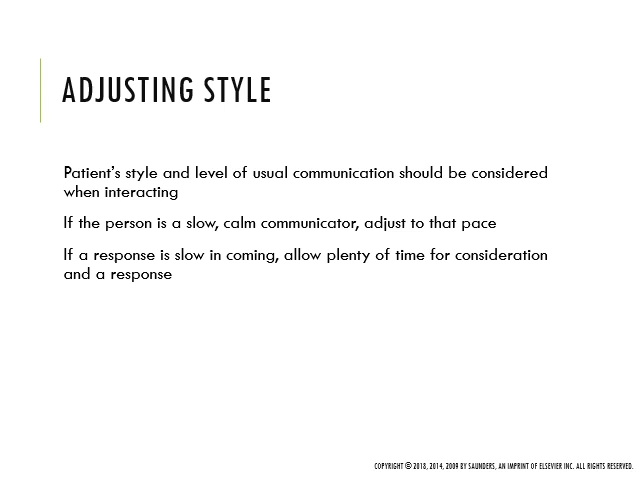 ADJUSTING STYLE
Patient’s style and level of usual communication should be considered
when interacting
If the person is a slow, calm communicator, adjust to that pace
If a response is slow in coming, allow plenty of time for consideration
and a response
COPYRIGHT © 2018, 2014, 2009 BY SAUNDERS, AN IMPRINT OF ELSEVIER INC. ALL RIGHTS RESERVED.